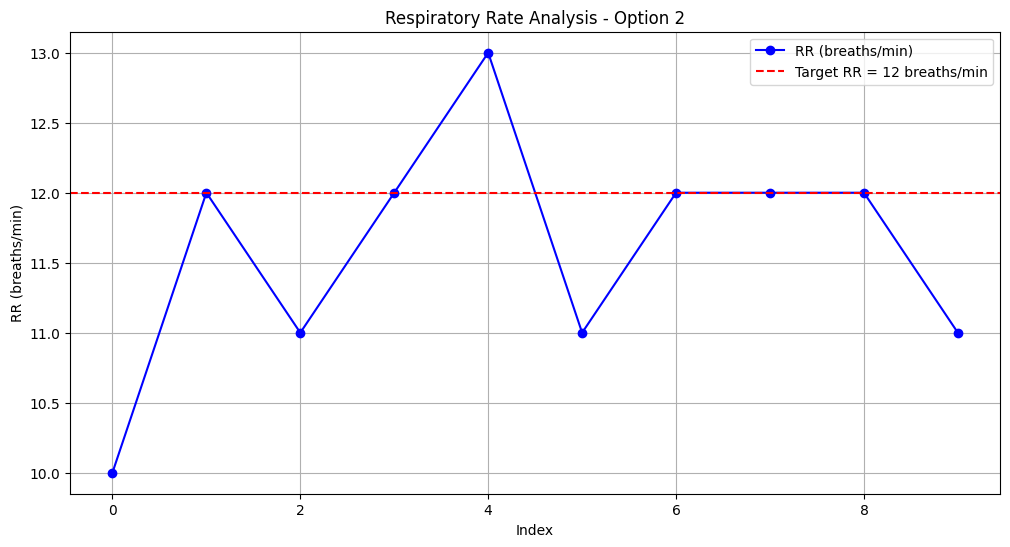 Respiratory Rate Analysis - Option 2
RR (breaths/min)
Target RR = 12 breaths/min
RR (breaths/min)
13.0
12.5
12.0
11.5
11.0
10.5
10.0
0 2 4 6 8
Index